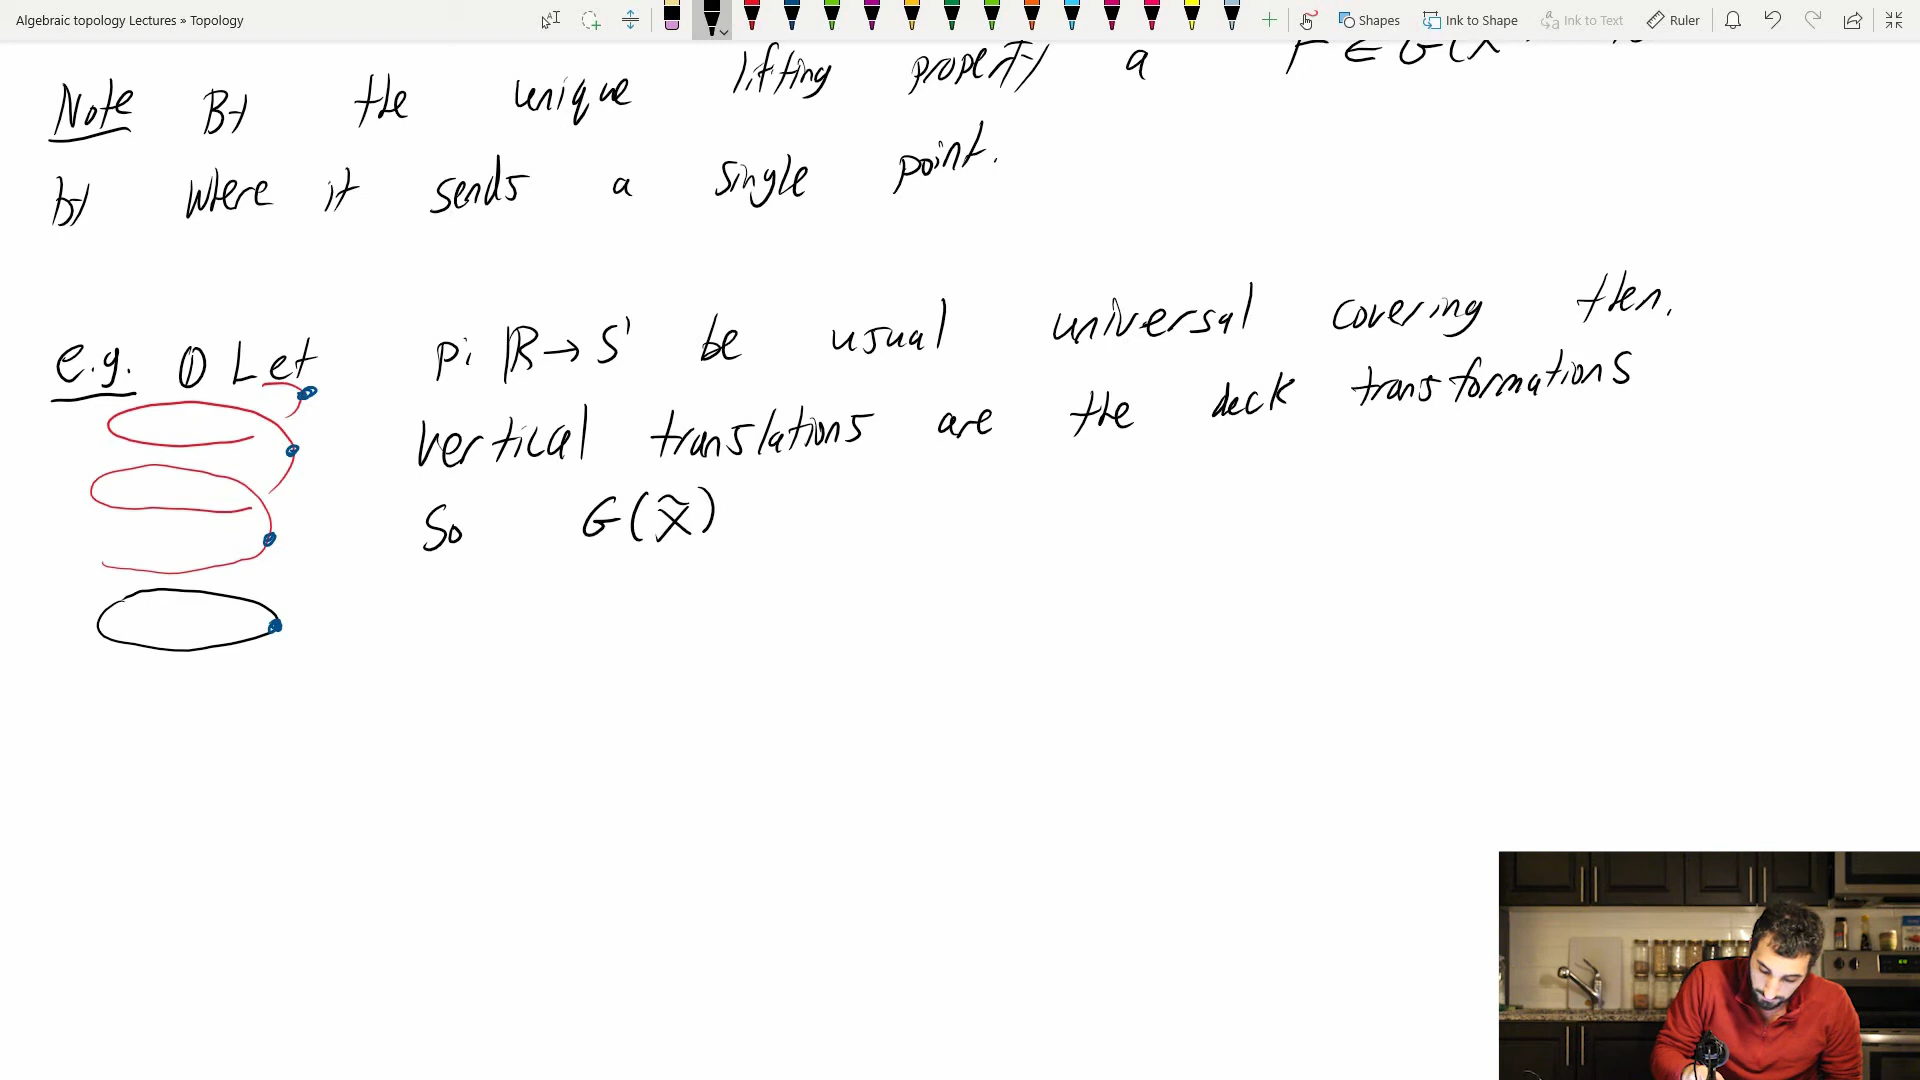 Algebraic topology Lectures » Topology
Shapes Ink to Shape Ink to Text Ruler
Note By the unique lifting property a F ∈ G(X
by where it sends a single point.
e.g. ① Let p: ℝ → S¹ be usual universal covering then.
vertical translations are the deck transformations
So G(X̃)